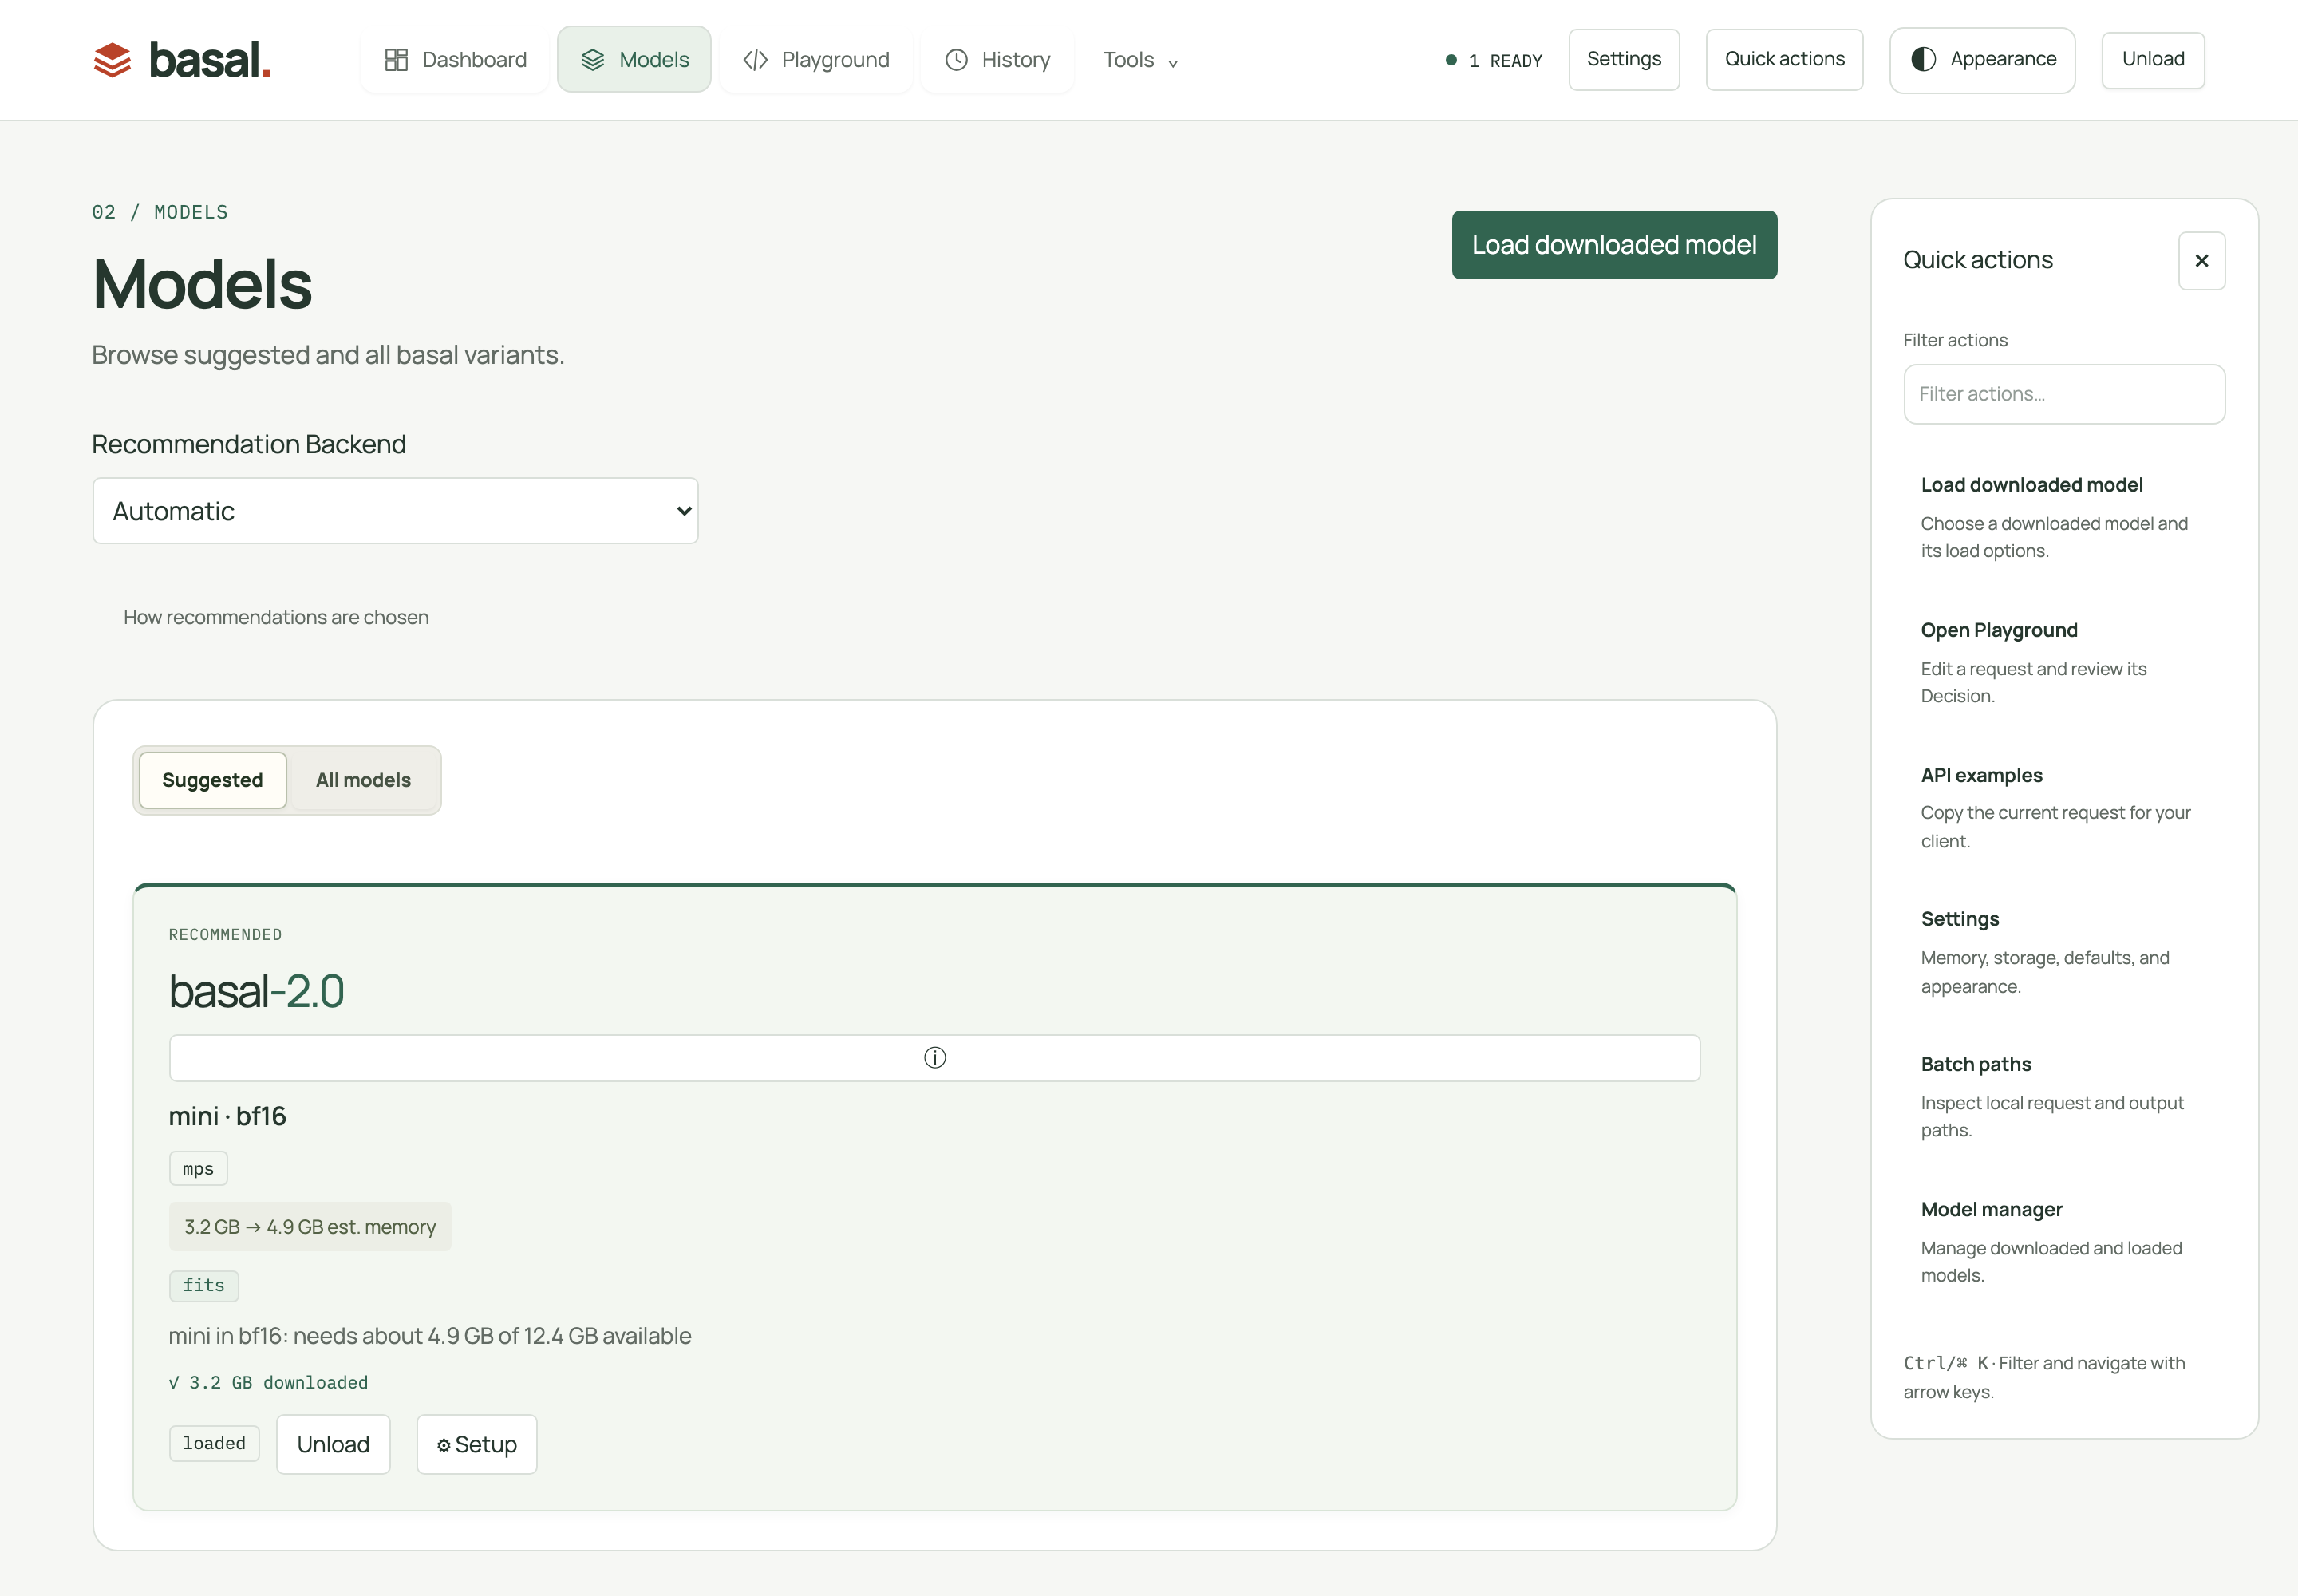 basal.
Dashboard
Models
Playground
History
Tools
1 READY
Settings
Quick actions
Appearance
Unload
02 / MODELS
Models
Browse suggested and all basal variants.
Load downloaded model
Recommendation Backend
Automatic
How recommendations are chosen
Suggested
All models
RECOMMENDED
basal-2.0
ⓘ
mini · bf16
mps
3.2 GB → 4.9 GB est. memory
fits
mini in bf16: needs about 4.9 GB of 12.4 GB available
✓ 3.2 GB downloaded
loaded
Unload
⚙ Setup
Quick actions
×
Filter actions
Filter actions…
Load downloaded model
Choose a downloaded model and
its load options.
Open Playground
Edit a request and review its
Decision.
API examples
Copy the current request for your
client.
Settings
Memory, storage, defaults, and
appearance.
Batch paths
Inspect local request and output
paths.
Model manager
Manage downloaded and loaded
models.
Ctrl/⌘ K · Filter and navigate with
arrow keys.